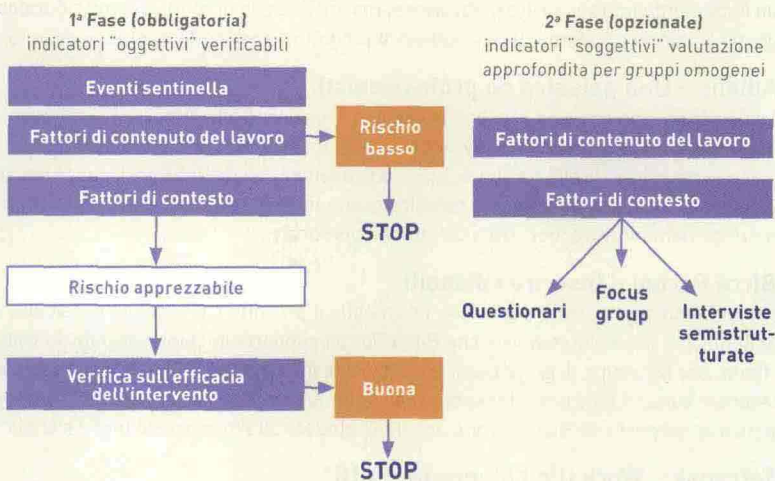 1ª Fase (obbligatoria)
indicatori "oggettivi" verificabili
Eventi sentinella
Fattori di contenuto del lavoro
Fattori di contesto
Rischio apprezzabile
Verifica sull'efficacia
dell'intervento
Rischio
basso
STOP
Buona
STOP
2ª Fase (opzionale)
indicatori "soggettivi" valutazione
approfondita per gruppi omogenei
Fattori di contenuto del lavoro
Fattori di contesto
Questionari
Focus
group
Interviste
semistrut-
turate